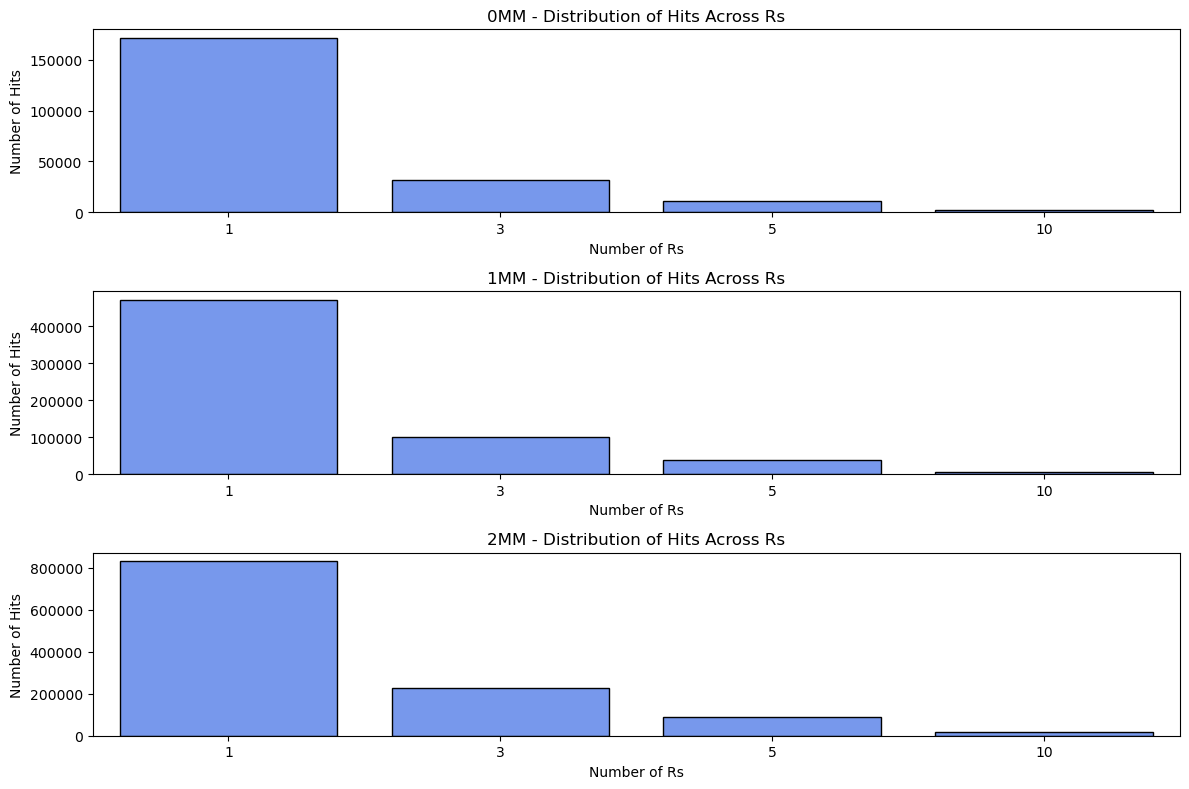 0MM - Distribution of Hits Across Rs
150000
100000
50000
0
Number of Hits
1 3 5 10
Number of Rs
1MM - Distribution of Hits Across Rs
400000
300000
200000
100000
0
Number of Hits
1 3 5 10
Number of Rs
2MM - Distribution of Hits Across Rs
800000
600000
400000
200000
0
Number of Hits
1 3 5 10
Number of Rs